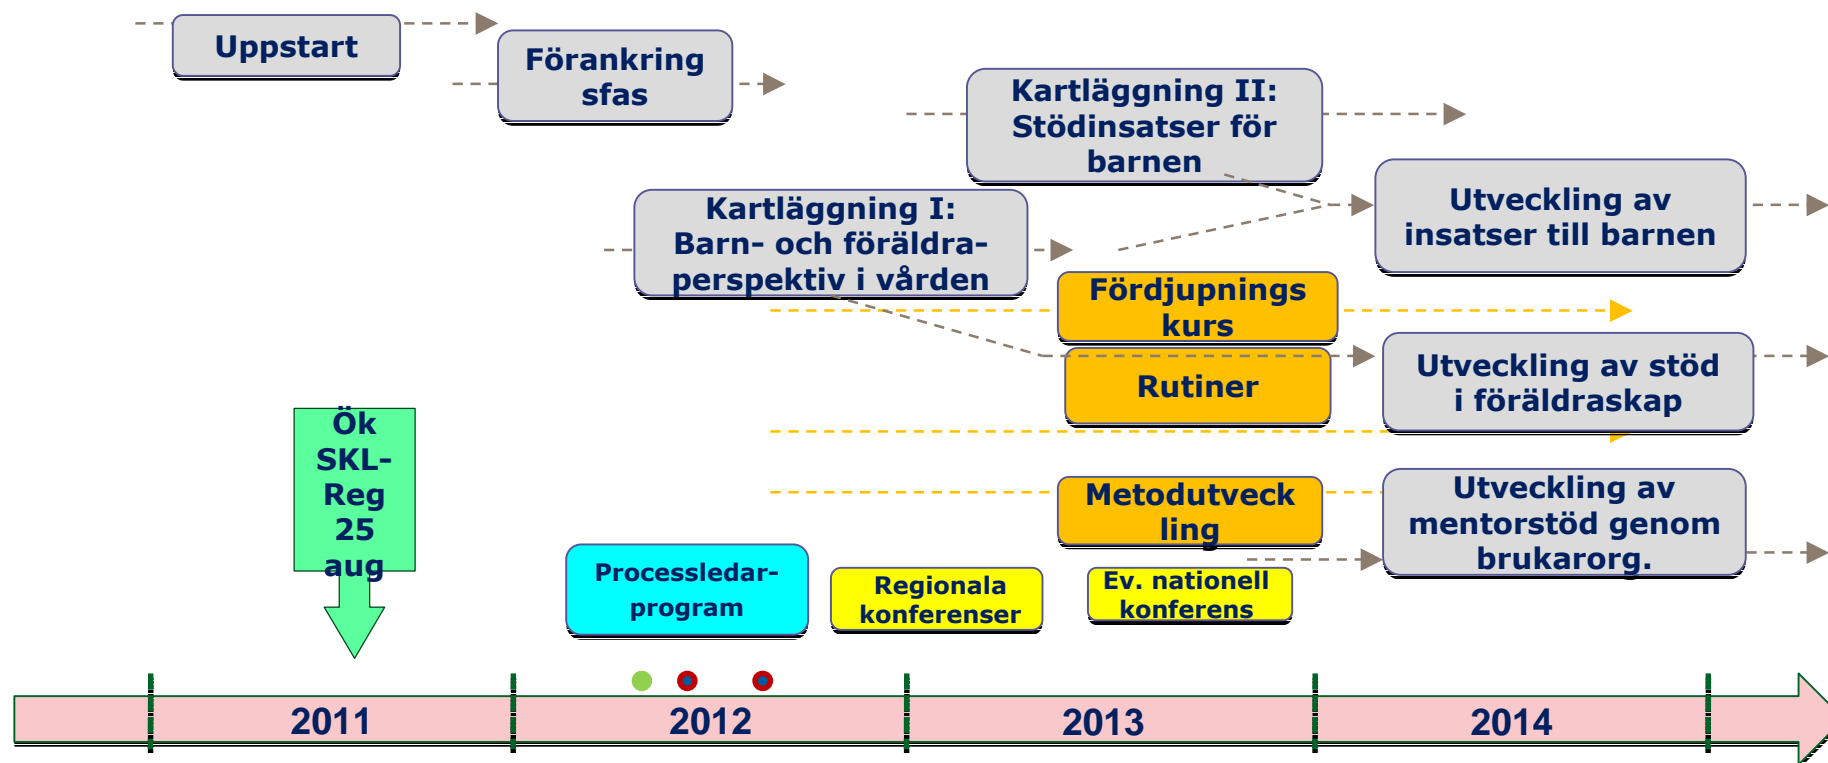 Uppstart
Förankring
sfas
Kartläggning II:
Stödinsatser för
barnen
Kartläggning I:
Barn- och föräldra-
perspektiv i vården
Utveckling av
insatser till barnen
Fördjupnings
kurs
Rutiner
Utveckling av stöd
i föräldraskap
Ök
SKL-
Reg
25
aug
Metodutveck
ling
Utveckling av
mentorstöd genom
brukarorg.
Processledar-
program
Regionala
konferenser
Ev. nationell
konferens
2011
2012
2013
2014